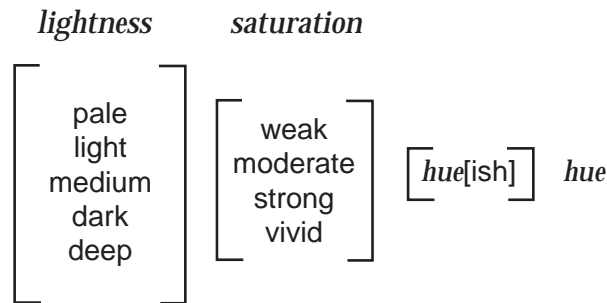 lightness saturation
pale
light
medium
dark
deep
weak
moderate
strong
vivid
hue[ish] hue